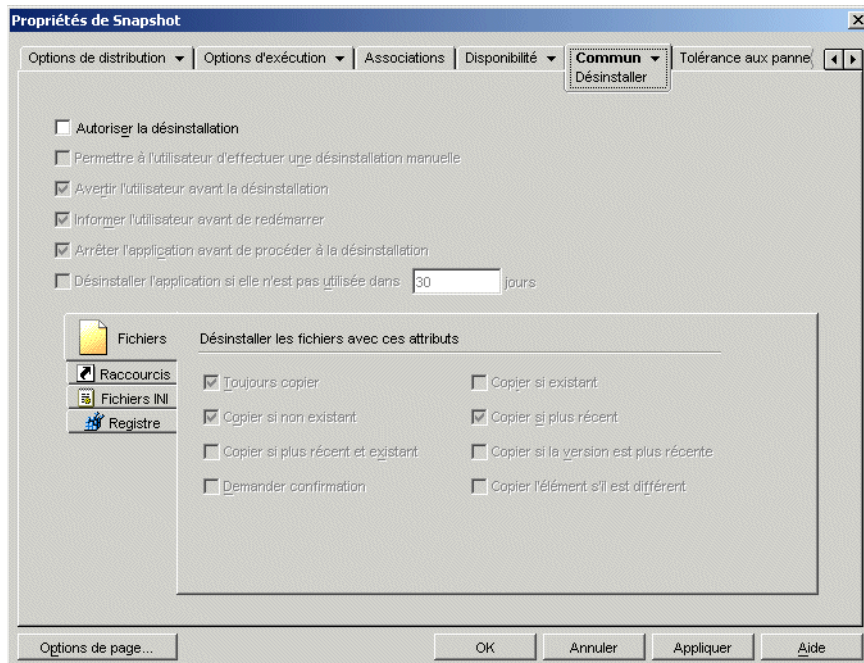 Propriétés de Snapshot
Options de distribution
Options d'exécution
Associations
Disponibilité
Commun
Tolérance aux panne
Désinstaller
Autoriser la désinstallation
Permettre à l'utilisateur d'effectuer une désinstallation manuelle
Avertir l'utilisateur avant la désinstallation
Informer l'utilisateur avant de redémarrer
Arrêter l'application avant de procéder à la désinstallation
Désinstaller l'application si elle n'est pas utilisée dans 30 jours
Fichiers
Raccourcis
Fichiers INI
Registre
Désinstaller les fichiers avec ces attributs
Toujours copier
Copier si existant
Copier si non existant
Copier si plus récent
Copier si plus récent et existant
Copier si la version est plus récente
Demander confirmation
Copier l'élément s'il est différent
Options de page...
OK
Annuler
Appliquer
Aide